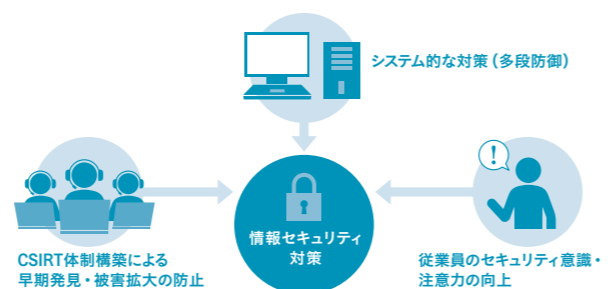 システム的な対策(多段防御)
!
情報セキュリティ
対策
CSIRT体制構築による
早期発見・被害拡大の防止
従業員のセキュリティ意識・
注意力の向上